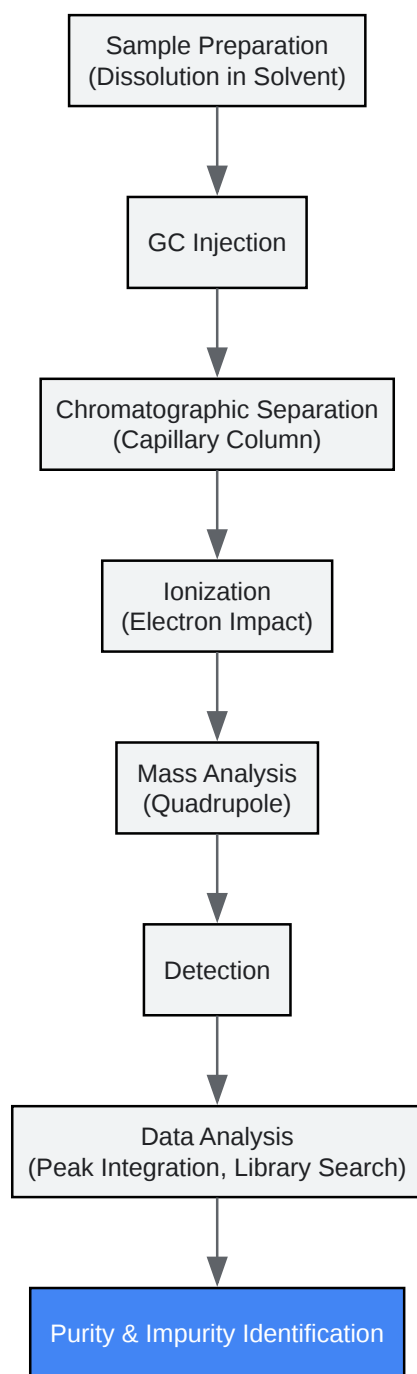 Sample Preparation
(Dissolution in Solvent)
GC Injection
Chromatographic Separation
(Capillary Column)
Ionization
(Electron Impact)
Mass Analysis
(Quadrupole)
Detection
Data Analysis
(Peak Integration, Library Search)
Purity & Impurity Identification